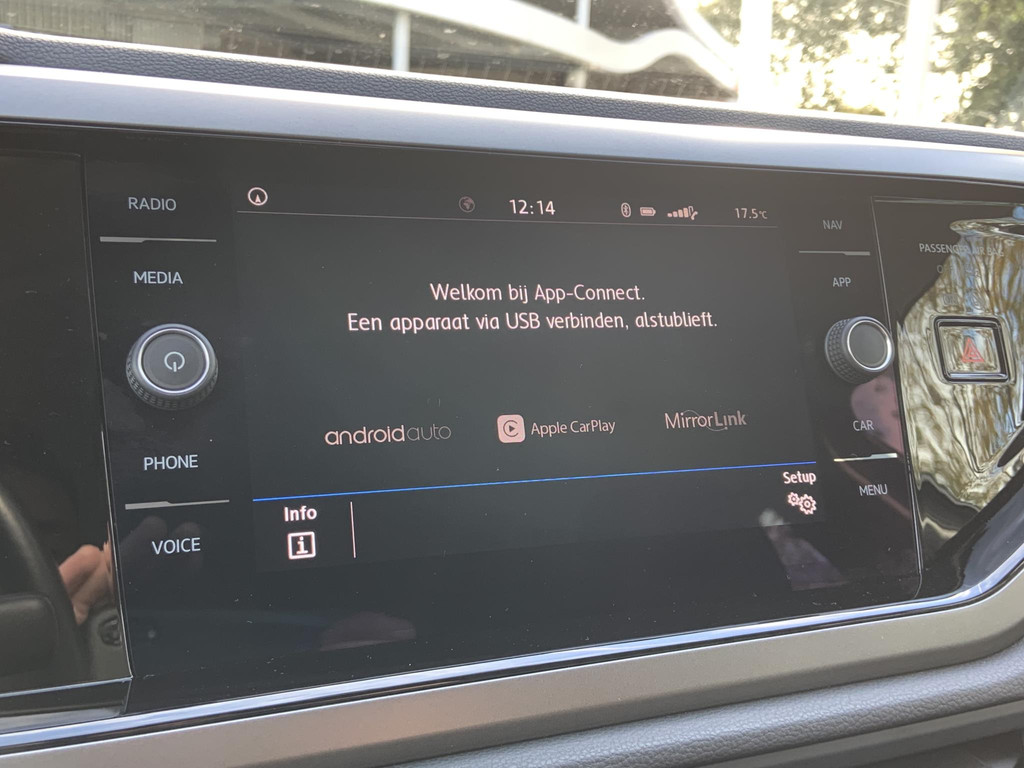 RADIO
MEDIA
PHONE
VOICE
12:14
17.5°C
Welkom bij App-Connect.
Een apparaat via USB verbinden, alstublieft.
androidauto
Apple CarPlay
MirrorLink
Info
Setup
NAV
APP
CAR
MENU